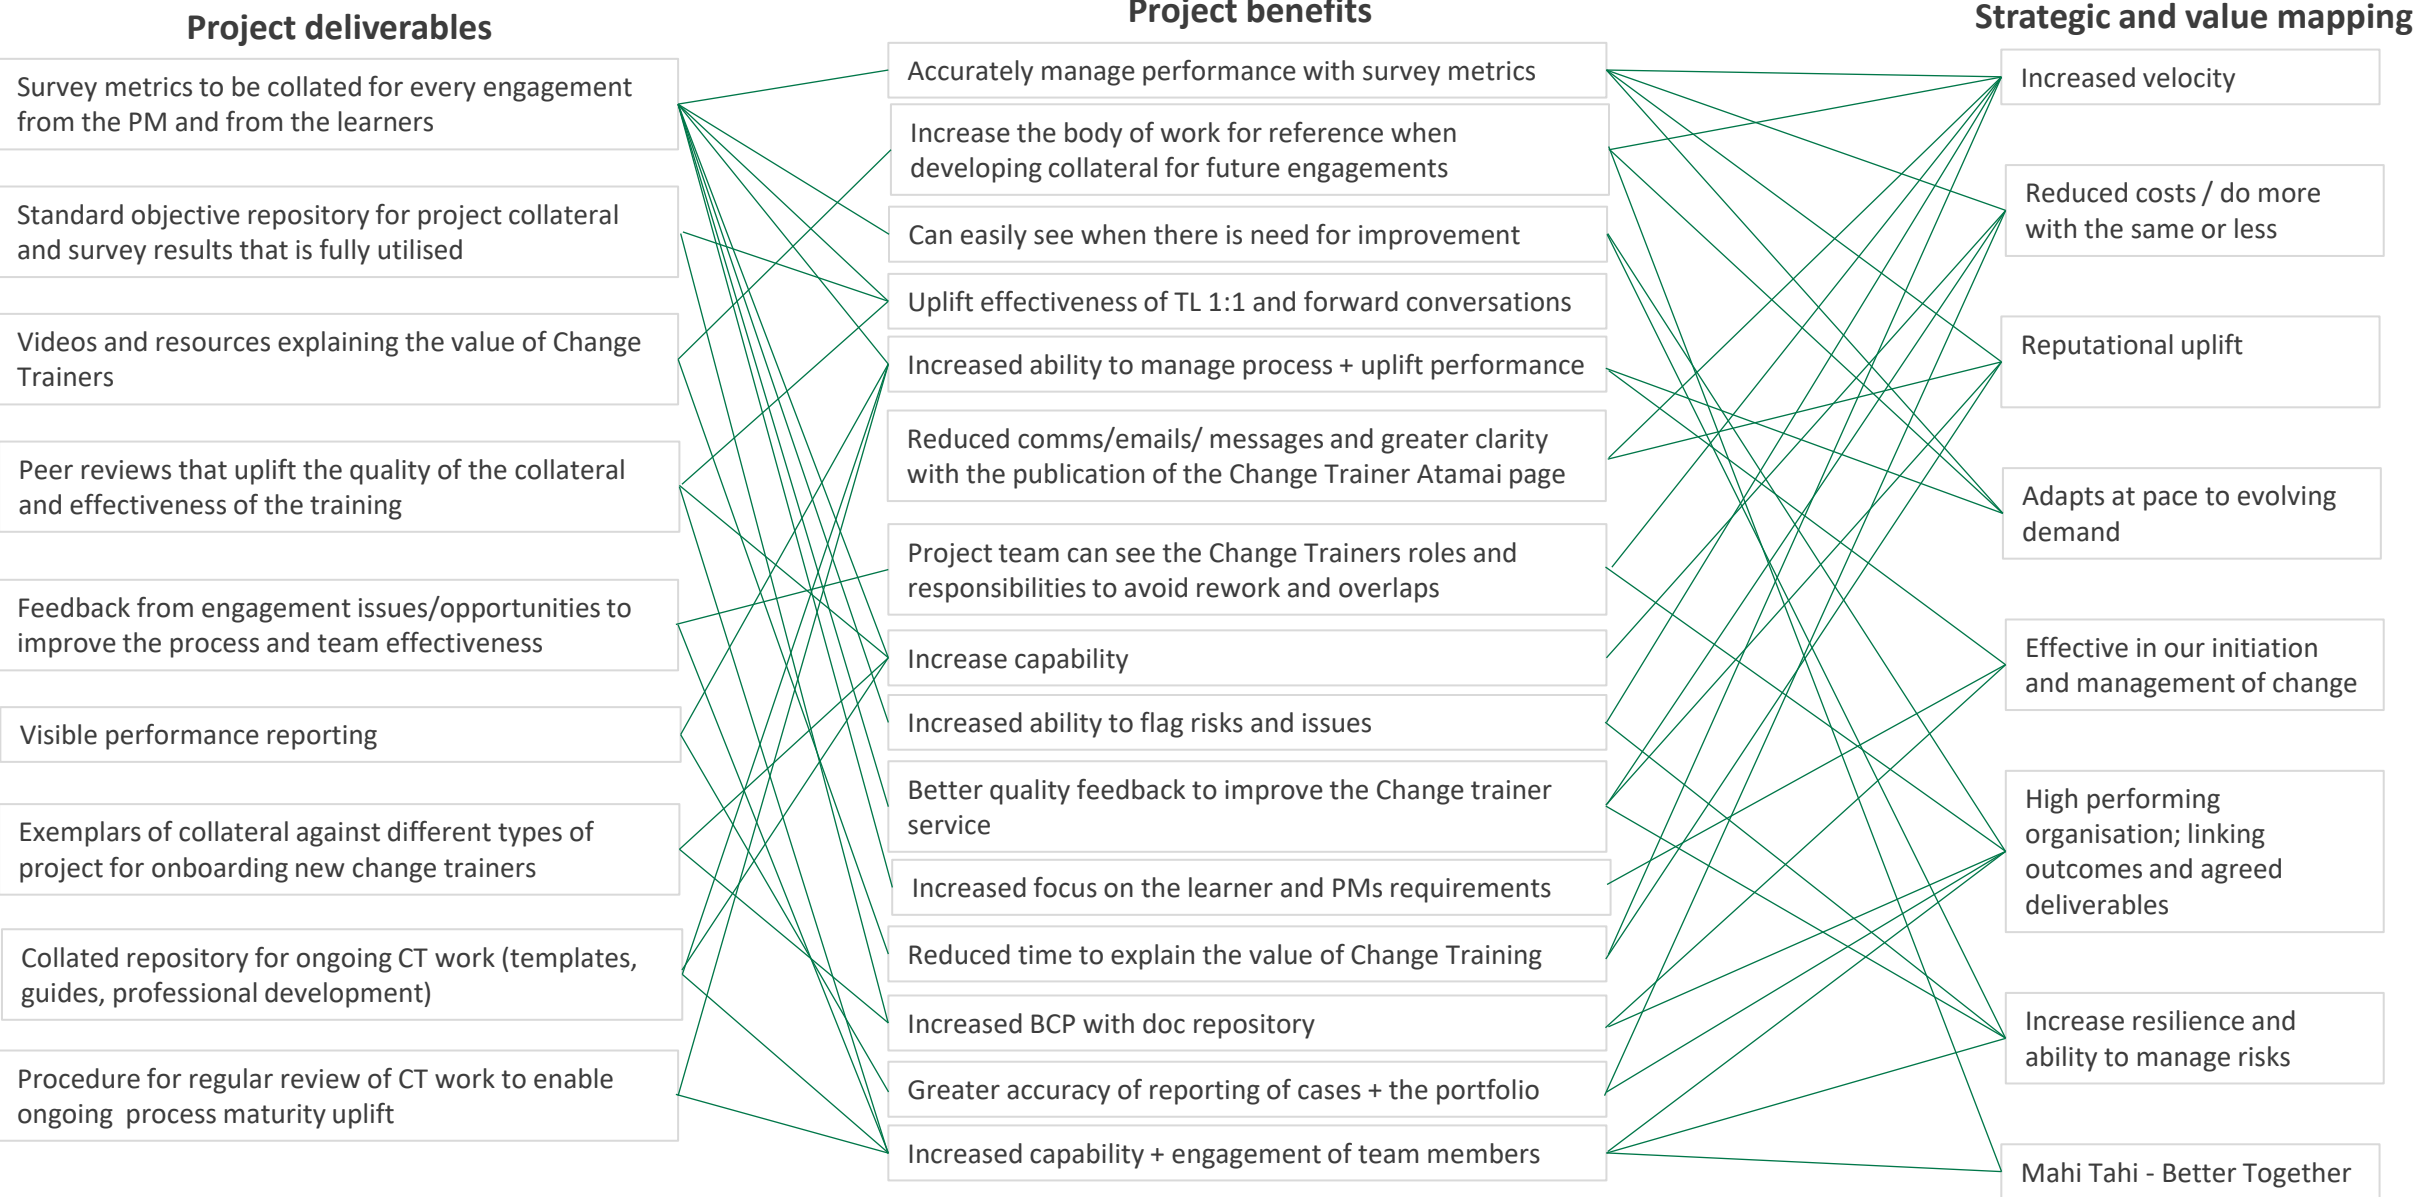 Project deliverables
Survey metrics to be collated for every engagement
from the PM and from the learners
Standard objective repository for project collateral
and survey results that is fully utilised
Videos and resources explaining the value of Change
Trainers
Peer reviews that uplift the quality of the collateral
and effectiveness of the training
Feedback from engagement issues/opportunities to
improve the process and team effectiveness
Visible performance reporting
Exemplars of collateral against different types of
project for onboarding new change trainers
Collated repository for ongoing CT work (templates,
guides, professional development)
Procedure for regular review of CT work to enable
ongoing process maturity uplift
Project benefits
Accurately manage performance with survey metrics
Increase the body of work for reference when
developing collateral for future engagements
Can easily see when there is need for improvement
Uplift effectiveness of TL 1:1 and forward conversations
Increased ability to manage process + uplift performance
Reduced comms/emails/ messages and greater clarity
with the publication of the Change Trainer Atamai page
Project team can see the Change Trainers roles and
responsibilities to avoid rework and overlaps
Increase capability
Increased ability to flag risks and issues
Better quality feedback to improve the Change trainer
service
Increased focus on the learner and PMs requirements
Reduced time to explain the value of Change Training
Increased BCP with doc repository
Greater accuracy of reporting of cases + the portfolio
Increased capability + engagement of team members
Strategic and value mapping
Increased velocity
Reduced costs / do more
with the same or less
Reputational uplift
Adapts at pace to evolving
demand
Effective in our initiation
and management of change
High performing
organisation; linking
outcomes and agreed
deliverables
Increase resilience and
ability to manage risks
Mahi Tahi - Better Together